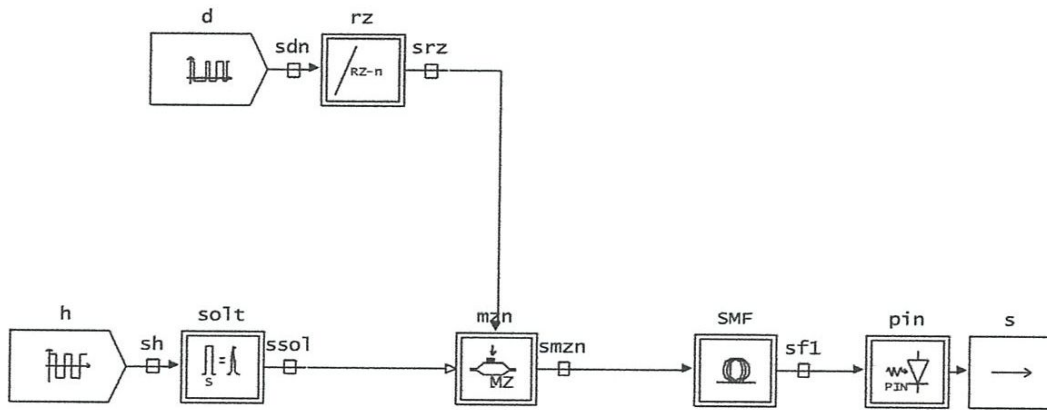 d rz
sdn srz
RZ-n
h solt mzn SMF pin s
sh ssol smzn sf1
S MZ PIN